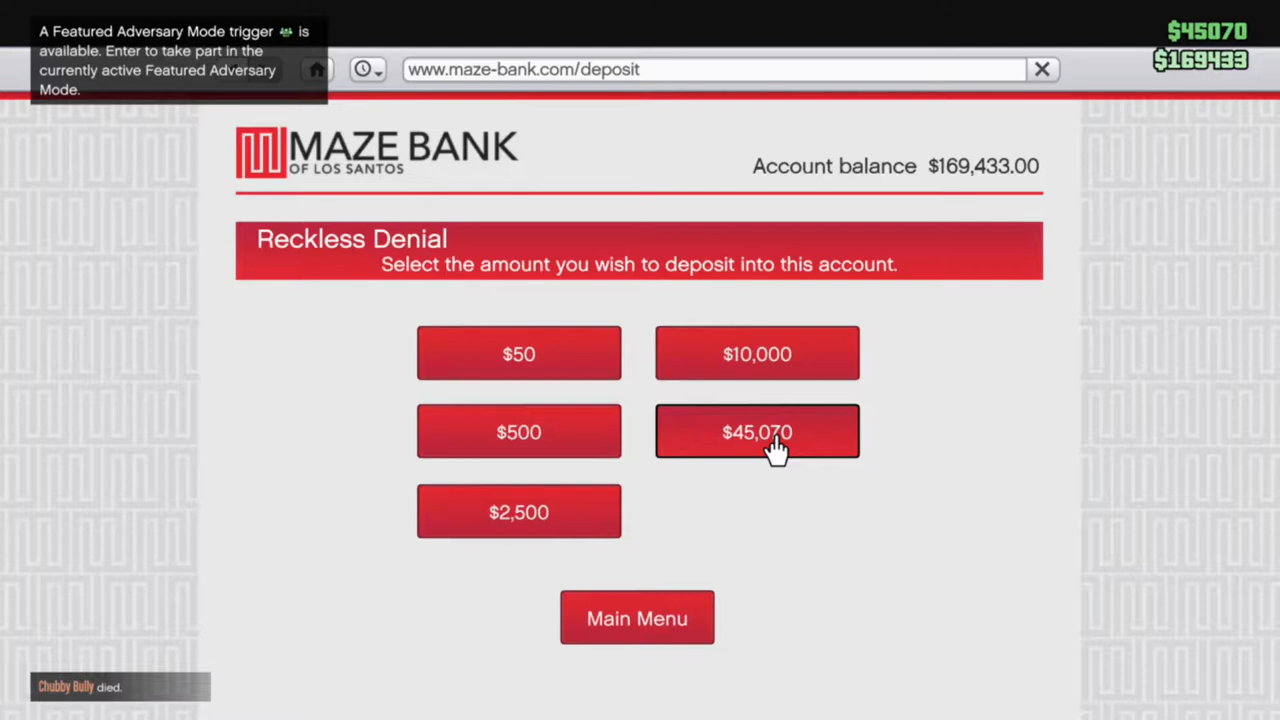 A Featured Adversary Mode trigger is
available. Enter to take part in the
currently active Featured Adversary
Mode.
$45070
$169433
www.maze-bank.com/deposit
MAZE BANK
OF LOS SANTOS
Account balance $169,433.00
Reckless Denial
Select the amount you wish to deposit into this account.
$50
$10,000
$500
$45,070
$2,500
Main Menu
Chubby Bully died.